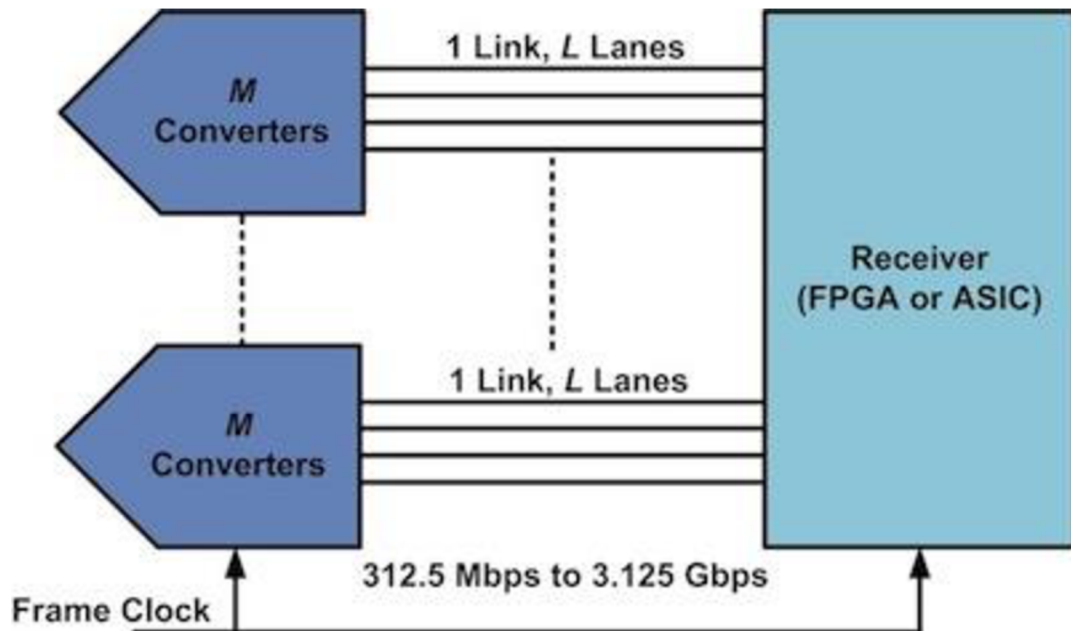 1 Link, L Lanes
M
Converters
Receiver
(FPGA or ASIC)
1 Link, L Lanes
M
Converters
312.5 Mbps to 3.125 Gbps
Frame Clock